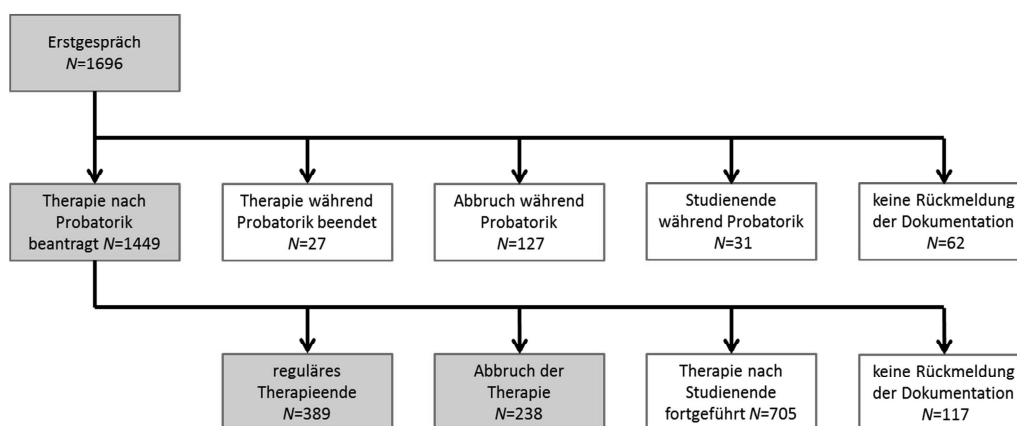 Erstgespräch
N=1696
Therapie nach
Probatorik
beantragt N=1449
Therapie während
Probatorik beendet
N=27
Abbruch während
Probatorik
N=127
Studienende
während Probatorik
N=31
keine Rückmeldung
der Dokumentation
N=62
reguläres
Therapieende
N=389
Abbruch der
Therapie
N=238
Therapie nach
Studienende
fortgeführt N=705
keine Rückmeldung
der Dokumentation
N=117